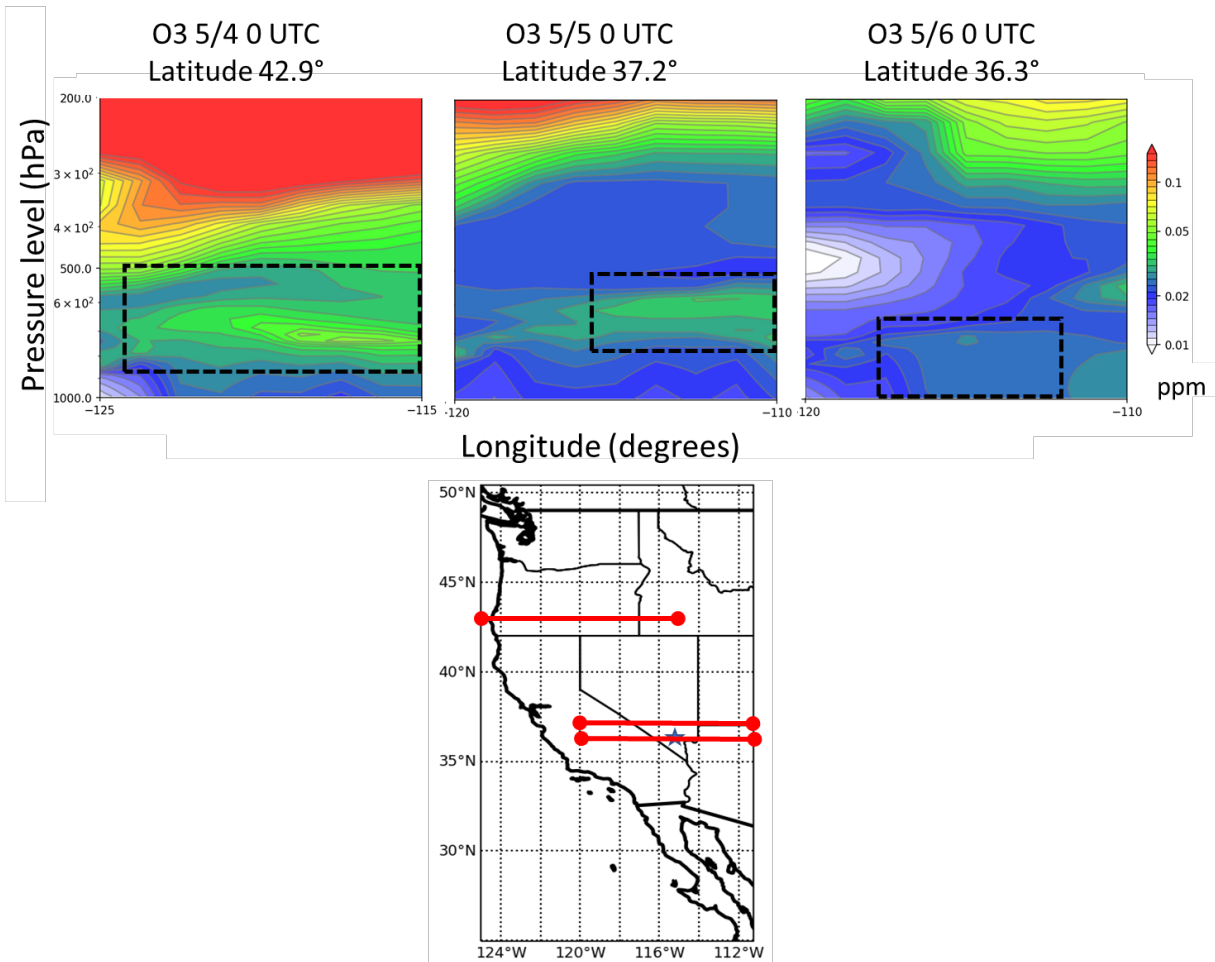 O3 5/4 0 UTC
Latitude 42.9°
O3 5/5 0 UTC
Latitude 37.2°
O3 5/6 0 UTC
Latitude 36.3°
Pressure level (hPa)
200.0
3 × 10²
4 × 10²
500.0
6 × 10²
1000.0
−125
−115
−120
−110
−120
−110
0.1
0.05
0.02
0.01
ppm
Longitude (degrees)
50°N
45°N
40°N
35°N
30°N
124°W 120°W 116°W 112°W